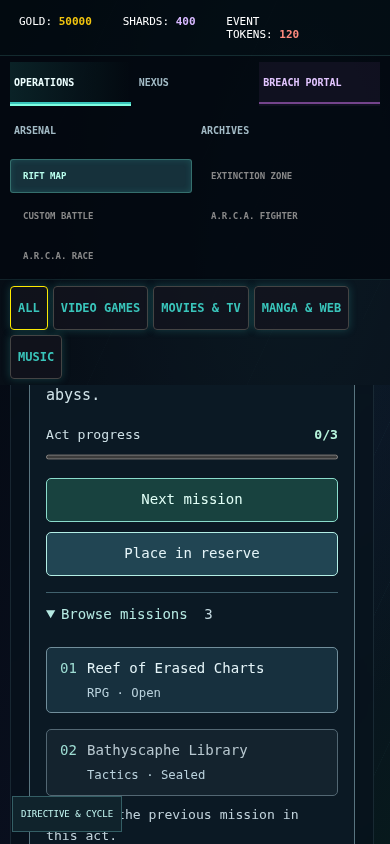 GOLD: 50000 SHARDS: 400 EVENT
TOKENS: 120
OPERATIONS NEXUS BREACH PORTAL
ARSENAL ARCHIVES
RIFT MAP EXTINCTION ZONE
CUSTOM BATTLE A.R.C.A. FIGHTER
A.R.C.A. RACE
ALL VIDEO GAMES MOVIES & TV MANGA & WEB
MUSIC
abyss.
Act progress 0/3
Next mission
Place in reserve
▼ Browse missions 3
01 Reef of Erased Charts
RPG · Open
02 Bathyscaphe Library
Tactics · Sealed
the previous mission in
this act.
DIRECTIVE & CYCLE